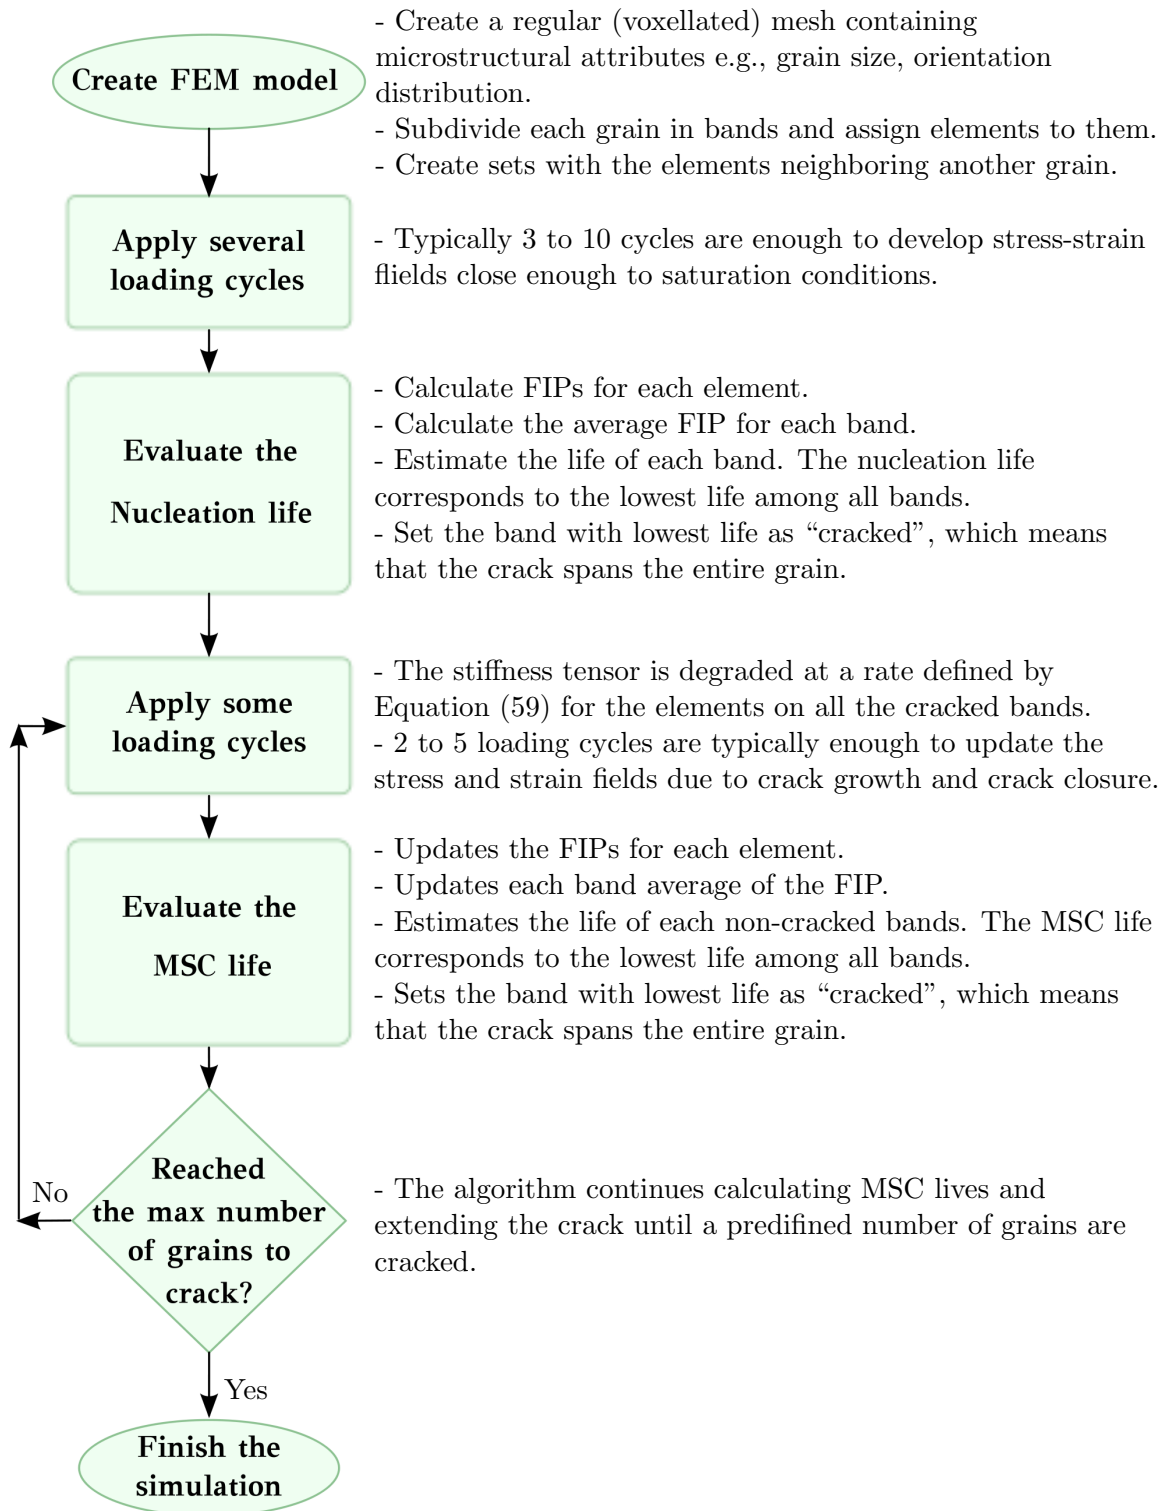 Create FEM model
- Create a regular (voxellated) mesh containing
microstructural attributes e.g., grain size, orientation
distribution.
- Subdivide each grain in bands and assign elements to them.
- Create sets with the elements neighboring another grain.
Apply several
loading cycles
- Typically 3 to 10 cycles are enough to develop stress-strain
flields close enough to saturation conditions.
Evaluate the
Nucleation life
- Calculate FIPs for each element.
- Calculate the average FIP for each band.
- Estimate the life of each band. The nucleation life
corresponds to the lowest life among all bands.
- Set the band with lowest life as “cracked”, which means
that the crack spans the entire grain.
Apply some
loading cycles
- The stiffness tensor is degraded at a rate defined by
Equation (59) for the elements on all the cracked bands.
- 2 to 5 loading cycles are typically enough to update the
stress and strain fields due to crack growth and crack closure.
Evaluate the
MSC life
- Updates the FIPs for each element.
- Updates each band average of the FIP.
- Estimates the life of each non-cracked bands. The MSC life
corresponds to the lowest life among all bands.
- Sets the band with lowest life as “cracked”, which means
that the crack spans the entire grain.
Reached
the max number
of grains to
crack?
No
- The algorithm continues calculating MSC lives and
extending the crack until a predifined number of grains are
cracked.
Yes
Finish the
simulation